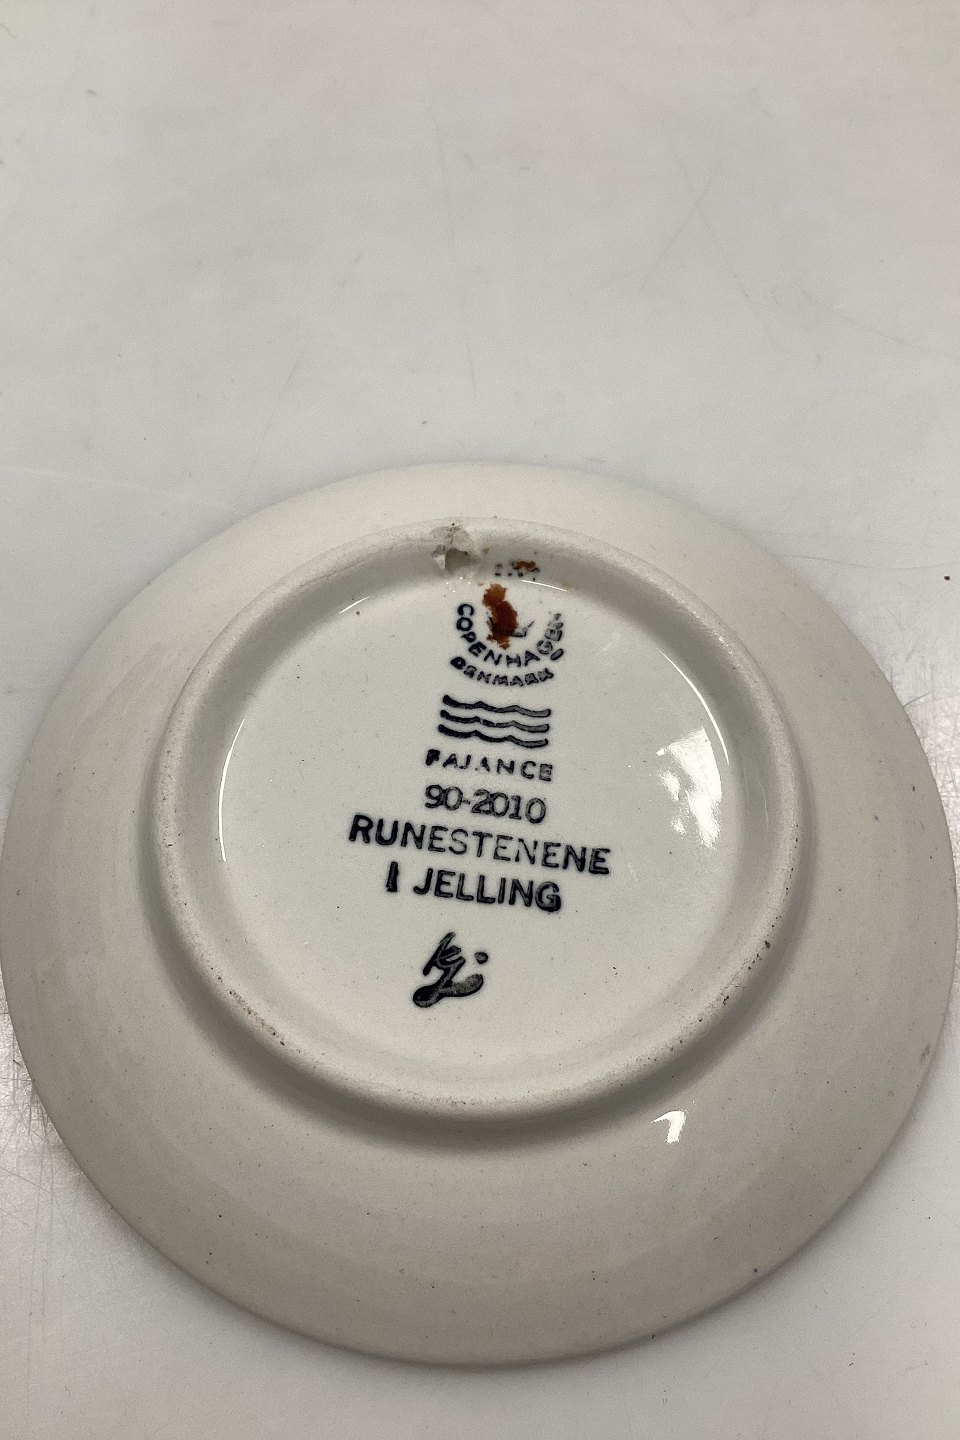 COPENHAGEN
DENMARK
FAJANCE
90-2010
RUNESTENENE
I JELLING